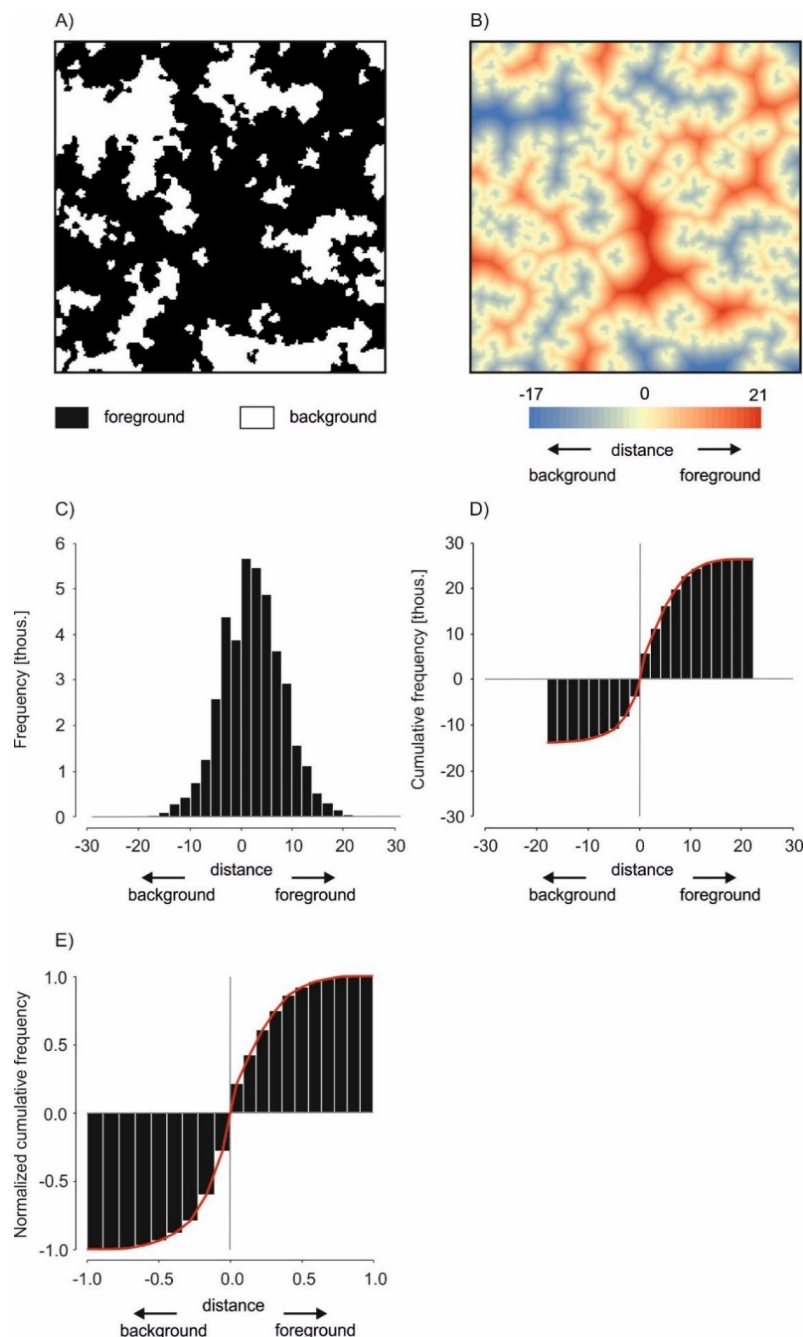 A)
B)
foreground
background
-17 0 21
distance
background foreground
C)
D)
Frequency [thous.]
6
5
4
3
2
1
0
-30 -20 -10 0 10 20 30
distance
background foreground
Cumulative frequency [thous.]
30
20
10
0
-10
-20
-30
-30 -20 -10 0 10 20 30
distance
background foreground
E)
Normalized cumulative frequency
1.0
0.5
0.0
-0.5
-1.0
-1.0 -0.5 0.0 0.5 1.0
distance
background foreground